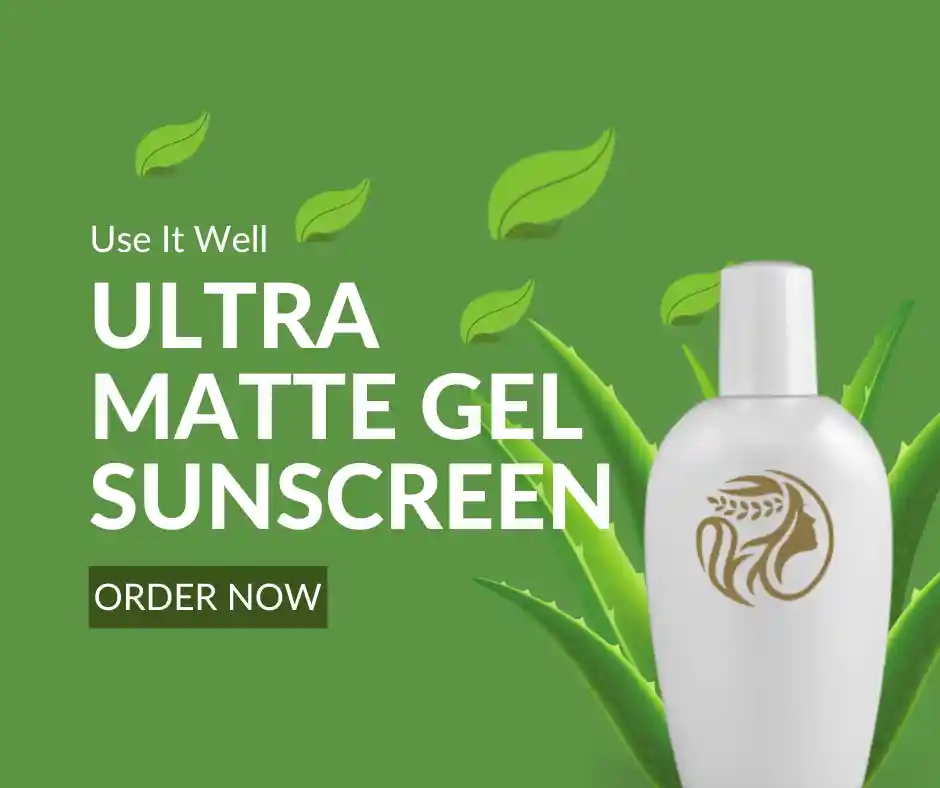 Use It Well
ULTRA
MATTE GEL
SUNSCREEN
ORDER NOW